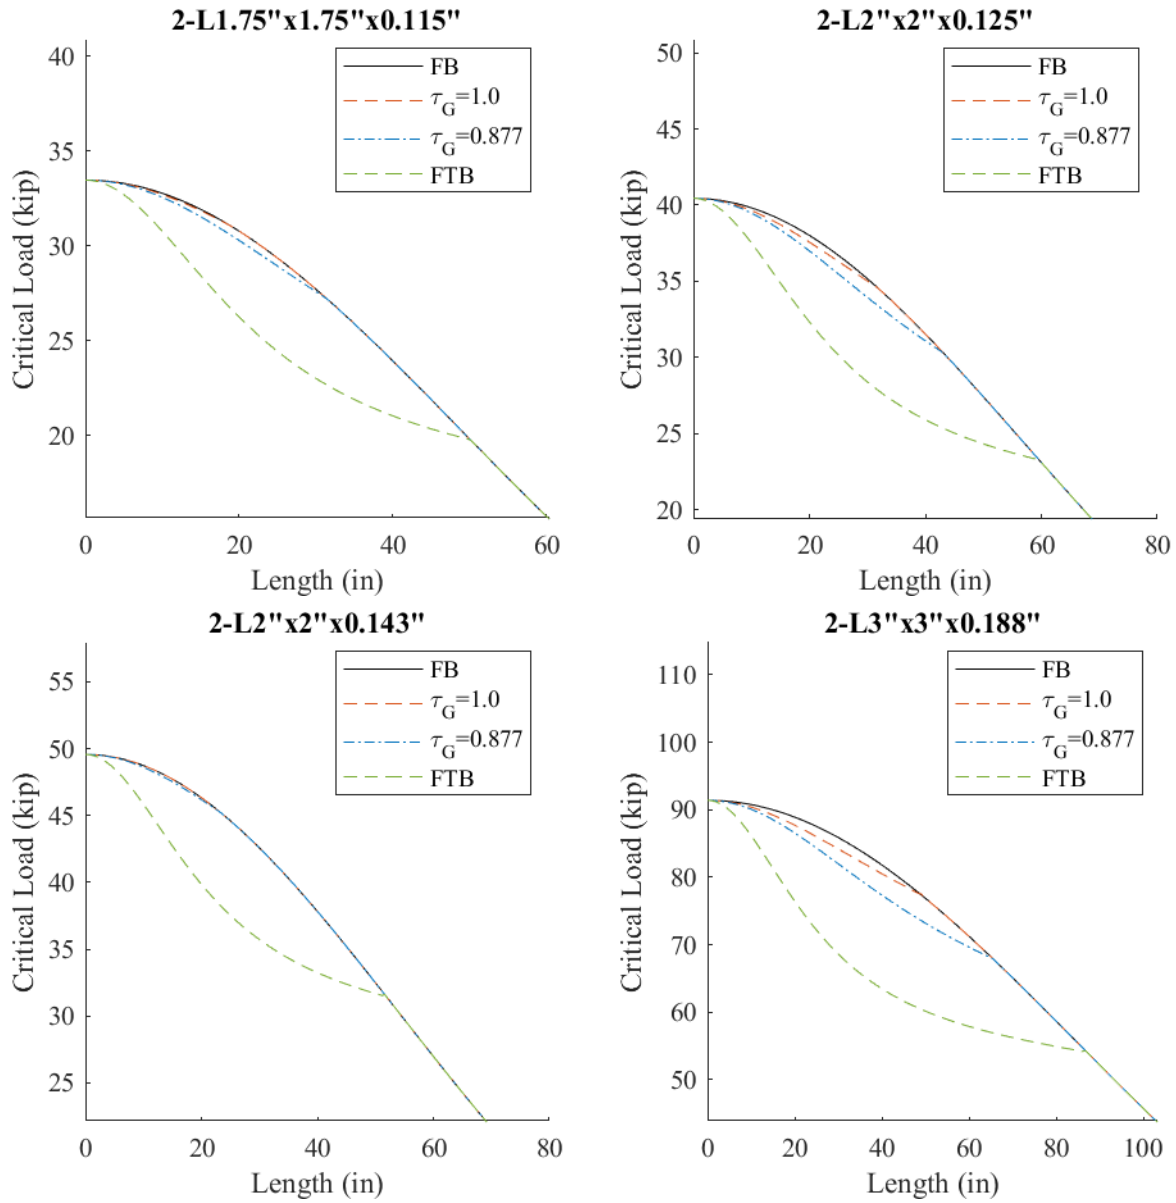 2-L1.75"x1.75"x0.115"
40
35
30
25
20
0 20 40 60
Critical Load (kip)
Length (in)
FB
τG=1.0
τG=0.877
FTB
2-L2"x2"x0.125"
50
45
40
35
30
25
20
0 20 40 60 80
Critical Load (kip)
Length (in)
FB
τG=1.0
τG=0.877
FTB
2-L2"x2"x0.143"
55
50
45
40
35
30
25
0 20 40 60 80
Critical Load (kip)
Length (in)
FB
τG=1.0
τG=0.877
FTB
2-L3"x3"x0.188"
110
100
90
80
70
60
50
0 20 40 60 80 100
Critical Load (kip)
Length (in)
FB
τG=1.0
τG=0.877
FTB